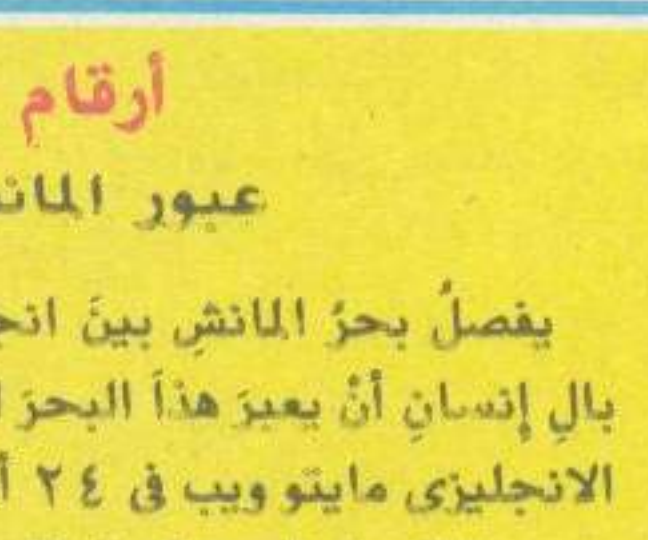 أرقام
عبور المانـ
يفصلُ بحرُ المانشِ بينَ انجـ
بالِ إنسانٍ أنْ يعبرَ هذاَ البحرَ ا
الانجليزى مايتو ويب فى ٢٤ أ